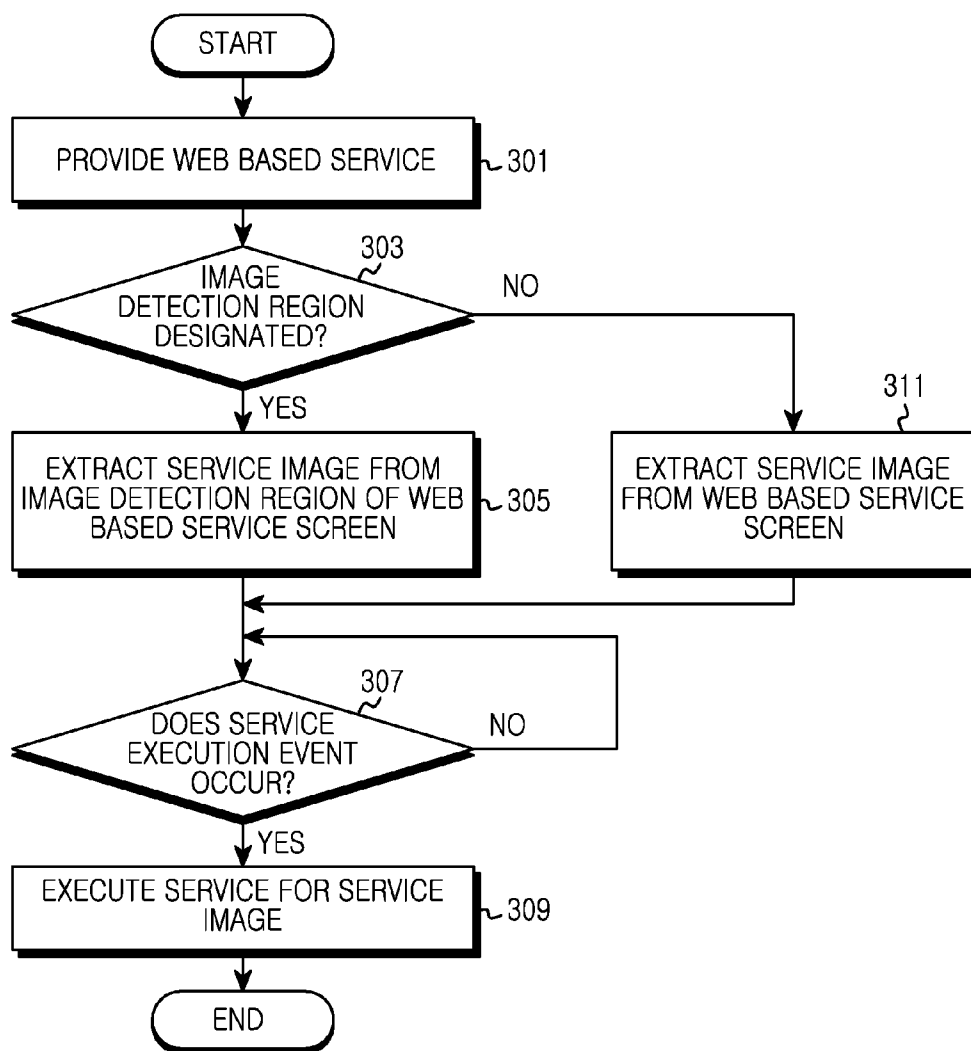 START
PROVIDE WEB BASED SERVICE
301
303
IMAGE
DETECTION REGION
DESIGNATED?
NO
YES
311
EXTRACT SERVICE IMAGE FROM
IMAGE DETECTION REGION OF WEB
BASED SERVICE SCREEN
305
EXTRACT SERVICE IMAGE
FROM WEB BASED SERVICE
SCREEN
307
DOES SERVICE
EXECUTION EVENT
OCCUR?
NO
YES
EXECUTE SERVICE FOR SERVICE
IMAGE
309
END